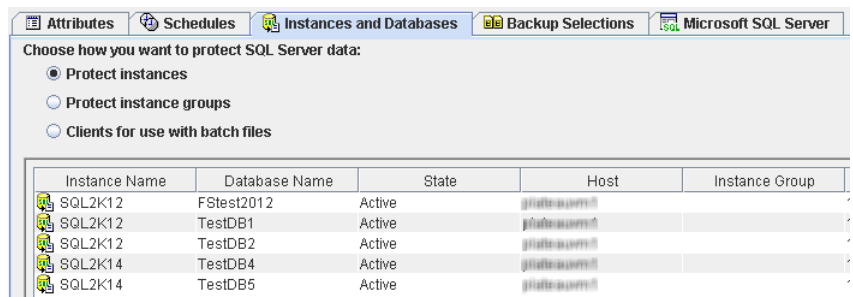 Attributes Schedules Instances and Databases Backup Selections Microsoft SQL Server
Choose how you want to protect SQL Server data:
Protect instances
Protect instance groups
Clients for use with batch files
Instance Name Database Name State Host Instance Group
SQL2K12 FStest2012 Active
SQL2K12 TestDB1 Active
SQL2K12 TestDB2 Active
SQL2K14 TestDB4 Active
SQL2K14 TestDB5 Active